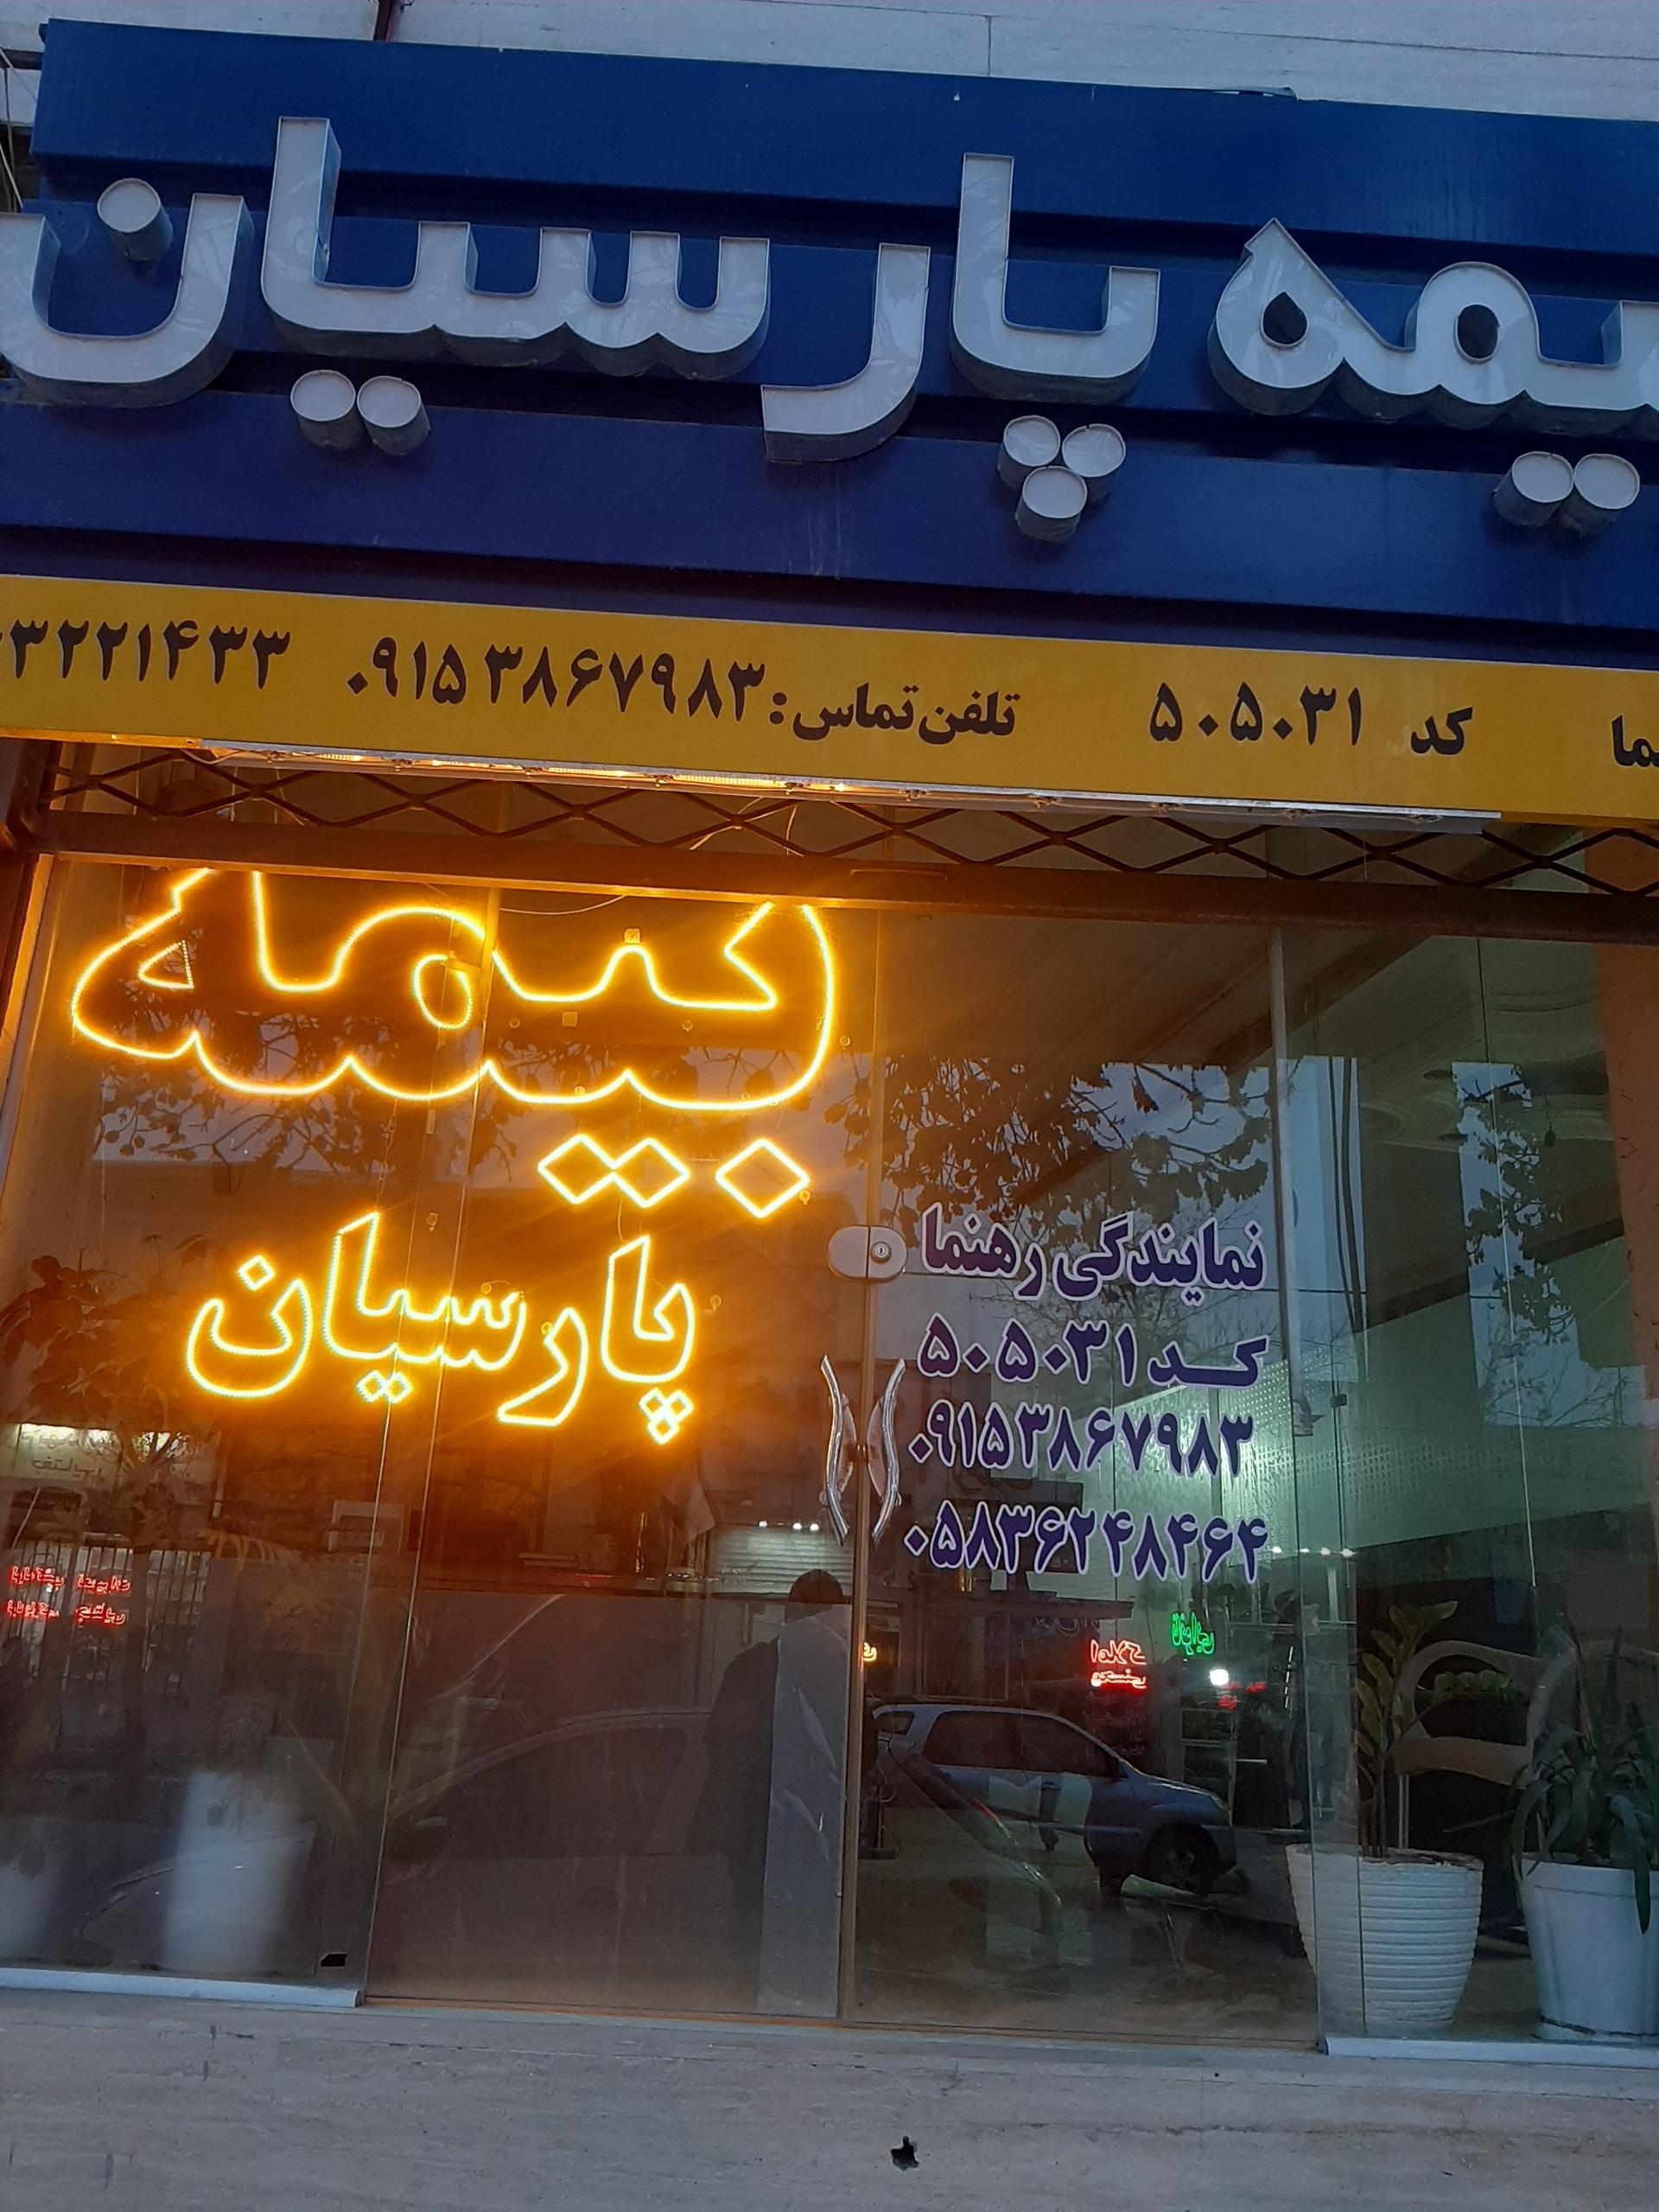 بیمه پارسیان
کد ۵۰۵۰۳۱ تلفن تماس: ۰۹۱۵۳۸۶۷۹۸۳ ۳۲۲۱۴۳۳
بیمه
پارسیان
نمایندگی رهنما
کد ۵۰۵۰۳۱
۰۹۱۵۳۸۶۷۹۸۳
۰۵۸۳۶۲۴۸۴۶۴